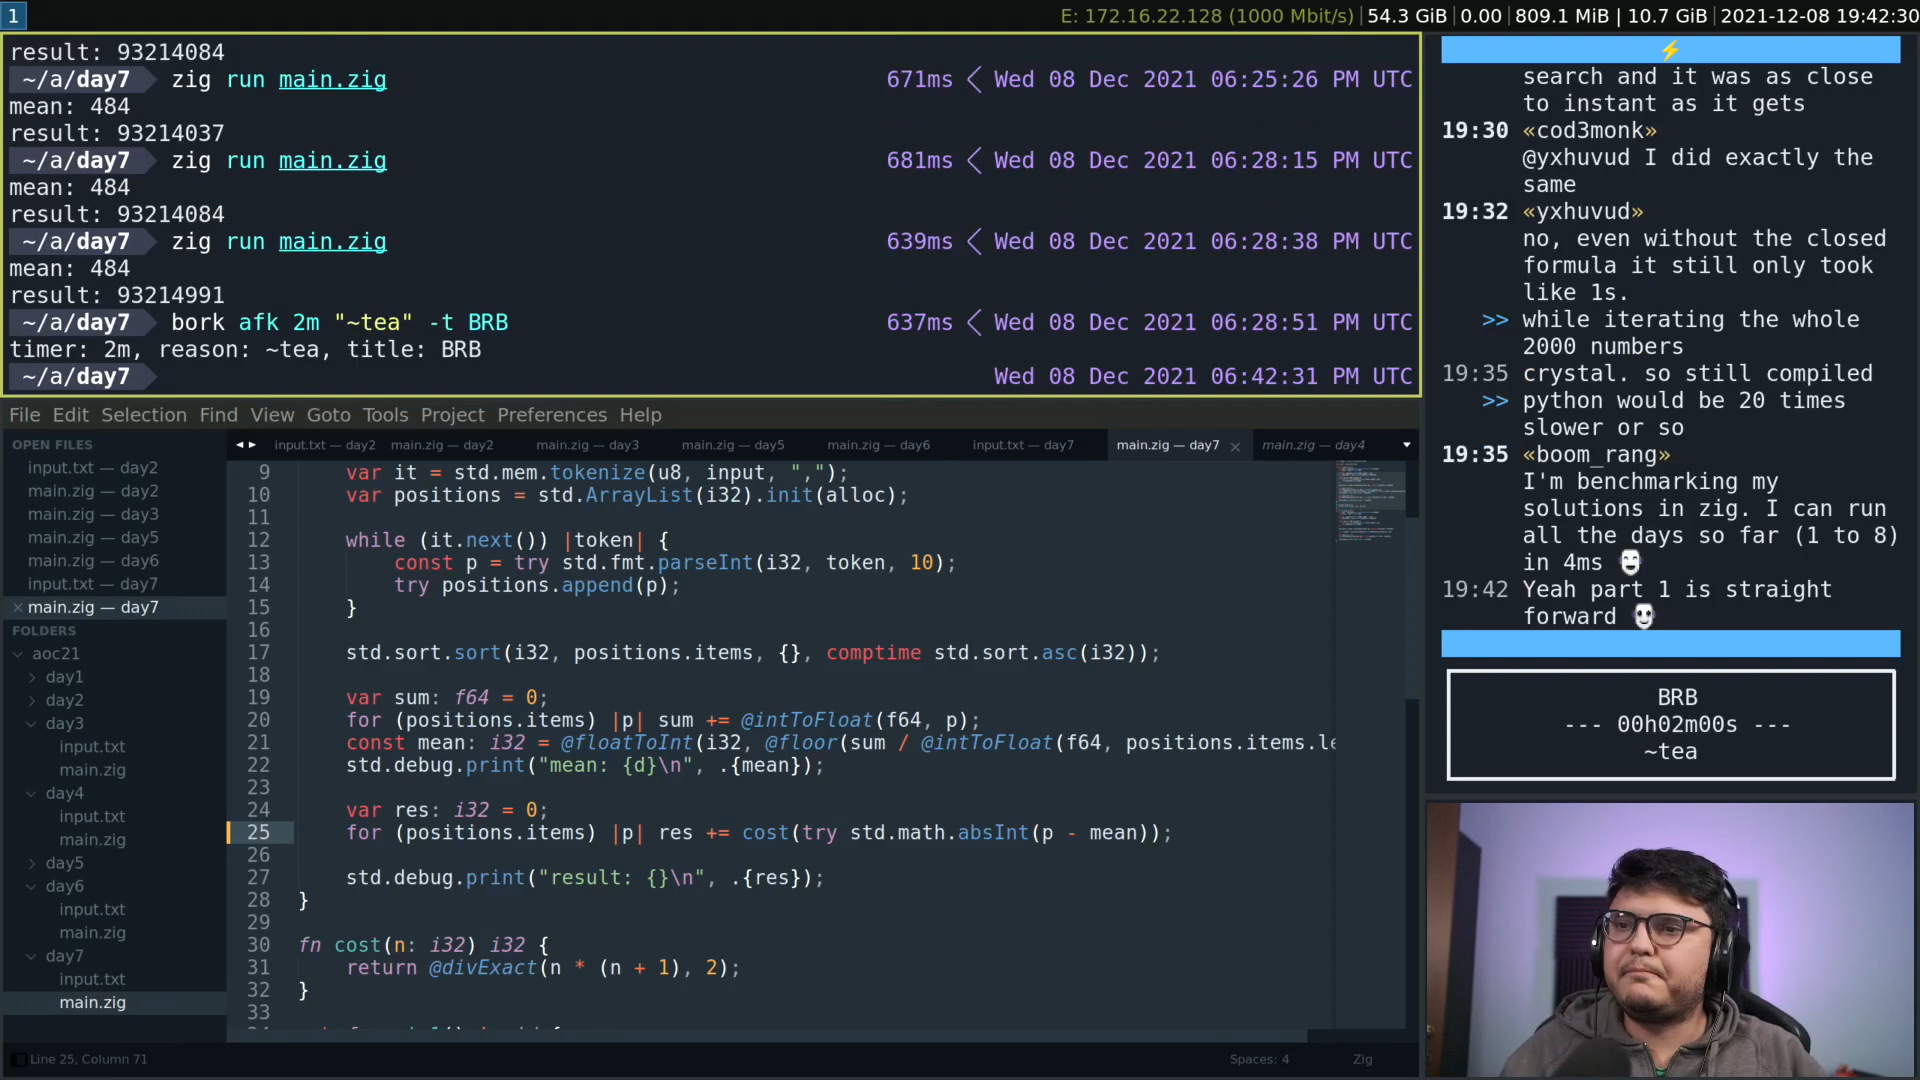 1
E: 172.16.22.128 (1000 Mbit/s) | 54.3 GiB | 0.00 | 809.1 MiB | 10.7 GiB | 2021-12-08 19:42:30
result: 93214084
~/a/day7 zig run main.zig 671ms Wed 08 Dec 2021 06:25:26 PM UTC
mean: 484
result: 93214037
~/a/day7 zig run main.zig 681ms Wed 08 Dec 2021 06:28:15 PM UTC
mean: 484
result: 93214084
~/a/day7 zig run main.zig 639ms Wed 08 Dec 2021 06:28:38 PM UTC
mean: 484
result: 93214991
~/a/day7 bork afk 2m "~tea" -t BRB 637ms Wed 08 Dec 2021 06:28:51 PM UTC
timer: 2m, reason: ~tea, title: BRB
~/a/day7 Wed 08 Dec 2021 06:42:31 PM UTC
File Edit Selection Find View Goto Tools Project Preferences Help
OPEN FILES
input.txt — day2
main.zig — day2
main.zig — day3
main.zig — day5
main.zig — day6
input.txt — day7
main.zig — day7
FOLDERS
aoc21
day1
day2
day3
input.txt
main.zig
day4
input.txt
main.zig
day5
day6
input.txt
main.zig
day7
input.txt
main.zig
input.txt — day2 main.zig — day2 main.zig — day3 main.zig — day5 main.zig — day6 input.txt — day7 main.zig — day7 main.zig — day4
9 var it = std.mem.tokenize(u8, input, ",");
10 var positions = std.ArrayList(i32).init(alloc);
11
12 while (it.next()) |token| {
13 const p = try std.fmt.parseInt(i32, token, 10);
14 try positions.append(p);
15 }
16
17 std.sort.sort(i32, positions.items, {}, comptime std.sort.asc(i32));
18
19 var sum: f64 = 0;
20 for (positions.items) |p| sum += @intToFloat(f64, p);
21 const mean: i32 = @floatToInt(i32, @floor(sum / @intToFloat(f64, positions.items.le
22 std.debug.print("mean: {d}\n", .{mean});
23
24 var res: i32 = 0;
25 for (positions.items) |p| res += cost(try std.math.absInt(p - mean));
26
27 std.debug.print("result: {}\n", .{res});
28 }
29
30 fn cost(n: i32) i32 {
31 return @divExact(n * (n + 1), 2);
32 }
33
Line 25, Column 71 Spaces: 4 Zig
search and it was as close
to instant as it gets
19:30 «cod3monk»
@yxhuvud I did exactly the
same
19:32 «yxhuvud»
no, even without the closed
formula it still only took
like 1s.
>> while iterating the whole
2000 numbers
19:35 crystal. so still compiled
>> python would be 20 times
slower or so
19:35 «boom_rang»
I'm benchmarking my
solutions in zig. I can run
all the days so far (1 to 8)
in 4ms
19:42 Yeah part 1 is straight
forward
BRB
--- 00h02m00s ---
~tea